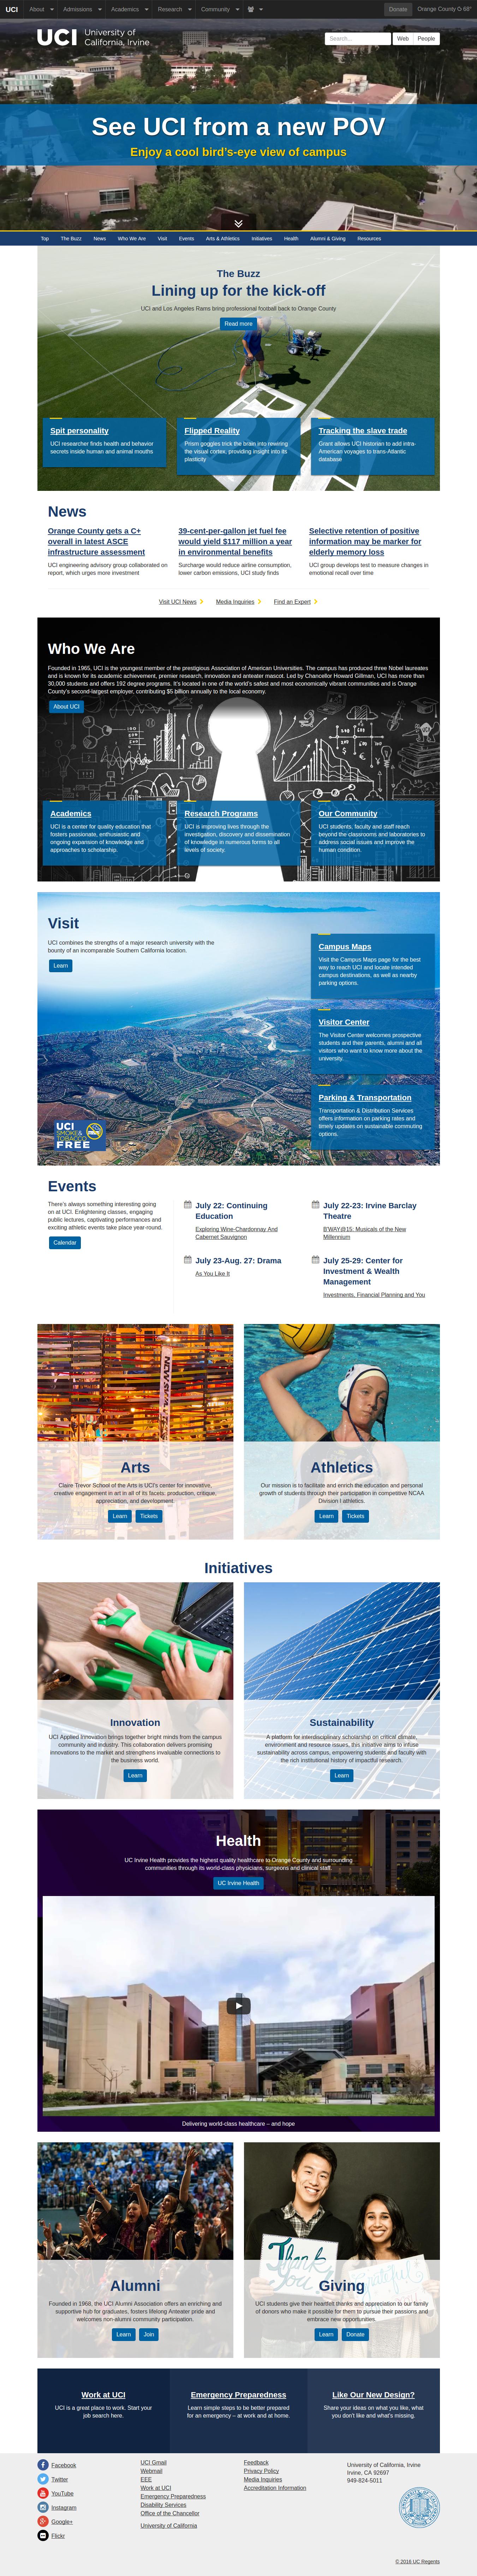 UCI About Admissions Academics Research Community Donate Orange County
UCI University of
California, Irvine
Search... Web People
See UCI from a new POV
Enjoy a cool bird's-eye view of campus
Top The Buzz News Who We Are Visit Events Arts & Athletics Initiatives Health Alumni & Giving Resources
The Buzz
Lining up for the kick-off
UCI and Los Angeles Rams bring professional football back to Orange County
Read more
Spit personality
UCI researcher finds health and behavior
secrets inside human and animal mouths
Flipped Reality
Prism goggles trick the brain into rewiring
the visual cortex, providing insight into its
plasticity
Tracking the slave trade
Grant allows UCI historian to add intra-
American voyages to trans-Atlantic
database
News
Orange County gets a C+
overall in latest ASCE
infrastructure assessment
UCI engineering advisory group collaborated on
report, which urges more investment
39-cent-per-gallon jet fuel fee
would yield $117 million a year
in environmental benefits
Surcharge would reduce airline consumption,
lower carbon emissions, UCI study finds
Selective retention of positive
information may be marker for
elderly memory loss
UCI group develops test to measure changes in
emotional recall over time
Visit UCI News Media Inquiries Find an Expert
Who We Are
Founded in 1965, UCI is the youngest member of the prestigious Association of American Universities. The campus has produced three Nobel laureates
and is known for its academic achievement, premier research, innovation and anteater mascot. Led by Chancellor Howard Gillman, UCI has more than
30,000 students and offers 192 degree programs. It's located in one of the world's safest and most economically vibrant communities and is Orange
County's second-largest employer, contributing $5 billion annually to the local economy.
About UCI
Academics
UCI is a center for quality education that
fosters passionate, enthusiastic and
ongoing expansion of knowledge and
approaches to scholarship.
Research Programs
UCI is improving lives through the
investigation, discovery and dissemination
of knowledge in numerous forms to all
levels of society.
Our Community
UCI students, faculty and staff reach
beyond the classrooms and laboratories to
address social issues and improve the
human condition.
Visit
UCI combines the strengths of a major research university with the
bounty of an incomparable Southern California location.
Learn
Campus Maps
Visit the Campus Maps page for the best
way to reach UCI and locate intended
campus destinations, as well as nearby
parking options.
Visitor Center
The Visitor Center welcomes prospective
students and their parents, alumni and all
visitors who want to know more about the
university.
Parking & Transportation
Transportation & Distribution Services
offers information on parking rates and
timely updates on sustainable commuting
options.
UCI
SMOKE &
TOBACCO
FREE
Events
There's always something interesting going
on at UCI. Enlightening classes, engaging
public lectures, captivating performances and
exciting athletic events take place year-round.
Calendar
July 22: Continuing
Education
Exploring Wine-Chardonnay And
Cabernet Sauvignon
July 22-23: Irvine Barclay
Theatre
B'WAY@15: Musicals of the New
Millennium
July 23-Aug. 27: Drama
As You Like It
July 25-29: Center for
Investment & Wealth
Management
Investments, Financial Planning and You
Arts
Claire Trevor School of the Arts is UCI's center for innovative,
creative engagement in art in all of its facets: production, critique,
appreciation, and development.
Learn Tickets
Athletics
Our mission is to facilitate and enrich the education and personal
growth of students through their participation in competitive NCAA
Division I athletics.
Learn Tickets
Initiatives
Innovation
UCI Applied Innovation brings together bright minds from the campus
community and industry. This collaboration delivers promising
innovations to the market and strengthens invaluable connections to
the business world.
Learn
Sustainability
A platform for interdisciplinary scholarship on critical climate,
environment and resource issues, this initiative aims to infuse
sustainability across campus, empowering students and faculty with
the rich institutional history of impactful research.
Learn
Health
UC Irvine Health provides the highest quality healthcare to Orange County and surrounding
communities through its world-class physicians, surgeons and clinical staff.
UC Irvine Health
Delivering world-class healthcare – and hope
Alumni
Founded in 1968, the UCI Alumni Association offers an enriching and
supportive hub for graduates, fosters lifelong Anteater pride and
welcomes non-alumni community participation.
Learn Join
Thank
you
Giving
UCI students give their heartfelt thanks and appreciation to our family
of donors who make it possible for them to pursue their passions and
embrace new opportunities.
Learn Donate
Work at UCI
UCI is a great place to work. Start your
job search here.
Emergency Preparedness
Learn simple steps to be better prepared
for an emergency – at work and at home.
Like Our New Design?
Share your ideas on what you like, what
you don't like and what's missing.
Facebook
Twitter
YouTube
Instagram
Google+
Flickr
UCI Gmail
Webmail
EEE
Work at UCI
Emergency Preparedness
Disability Services
Office of the Chancellor
University of California
Feedback
Privacy Policy
Media Inquiries
Accreditation Information
University of California, Irvine
Irvine, CA 92697
949-824-5011
© 2016 UC Regents